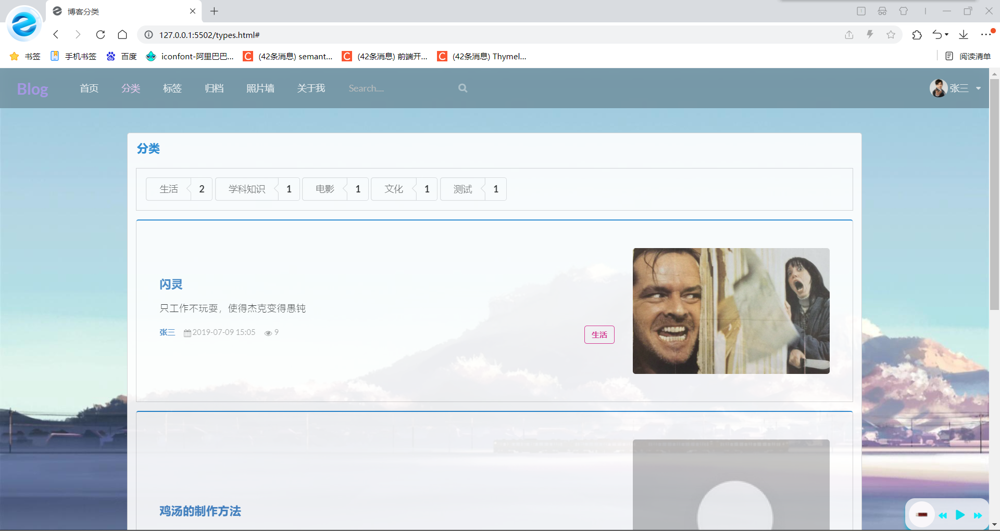 博客分类
127.0.0.1:5502/types.html#
书签 手机书签 百度 iconfont-阿里巴巴... (42条消息) semant... (42条消息) 前端开... (42条消息) Thymel... 阅读清单
Blog 首页 分类 标签 归档 照片墙 关于我 Search.... 张三
分类
生活 2 学科知识 1 电影 1 文化 1 测试 1
闪灵
只工作不玩耍，使得杰克变得愚钝
张三 2019-07-09 15:05 9
生活
鸡汤的制作方法